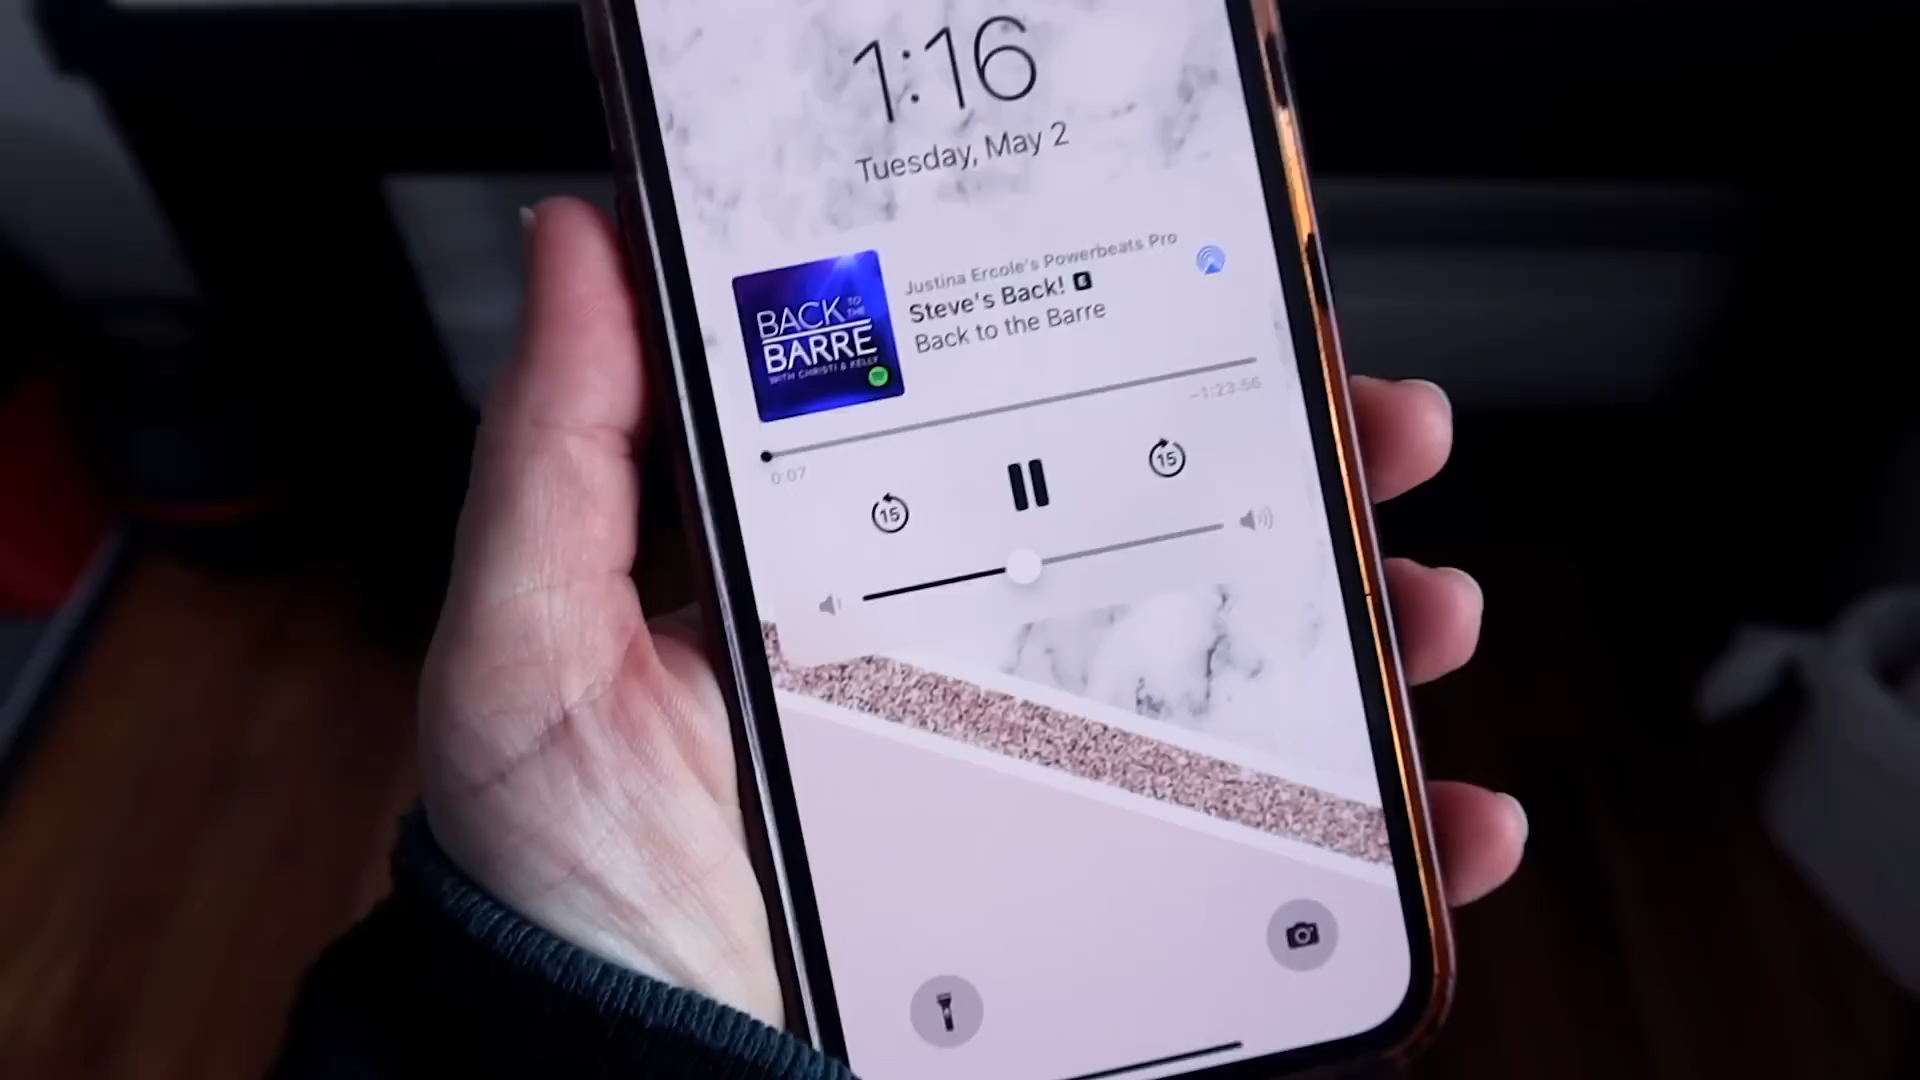 1:16
Tuesday, May 2
BACK TO THE
BARRE
WITH CHRISTI & KELLY
Justina Ercole's Powerbeats Pro
Steve's Back! E
Back to the Barre
0:07
-1:23:56
15
15